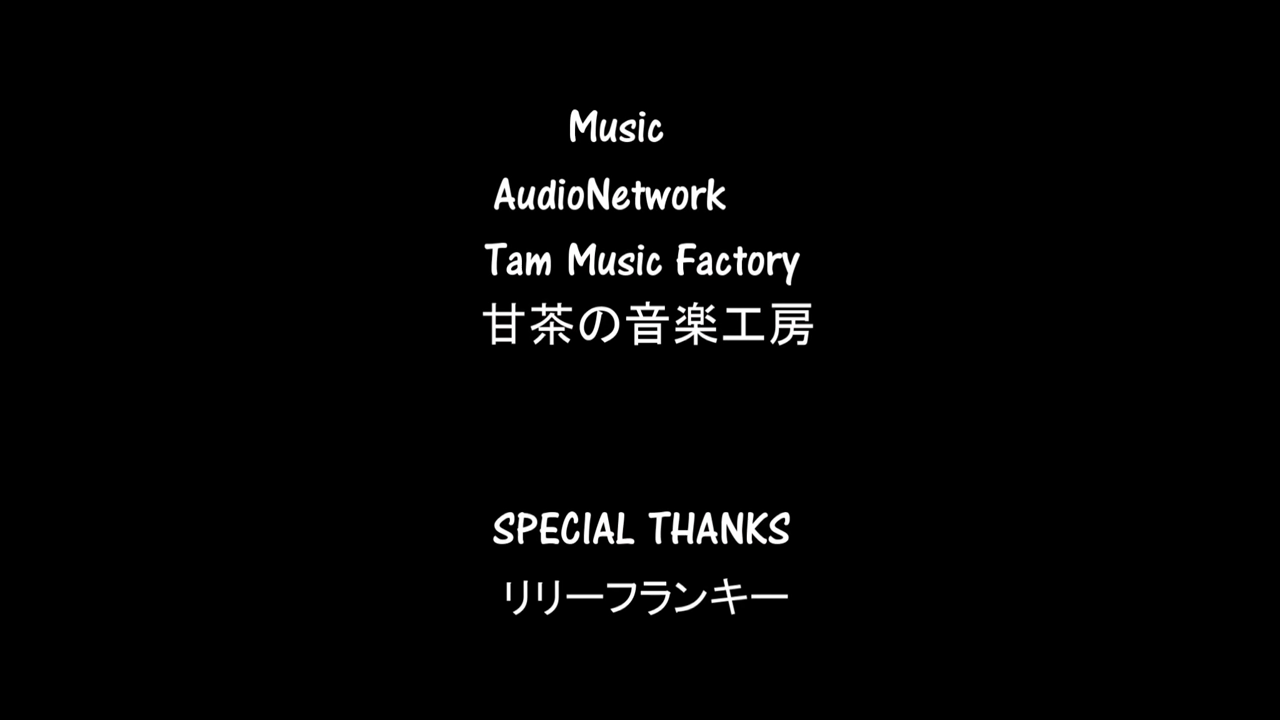 Music
AudioNetwork
Tam Music Factory
甘茶の音楽工房
SPECIAL THANKS
リリーフランキー